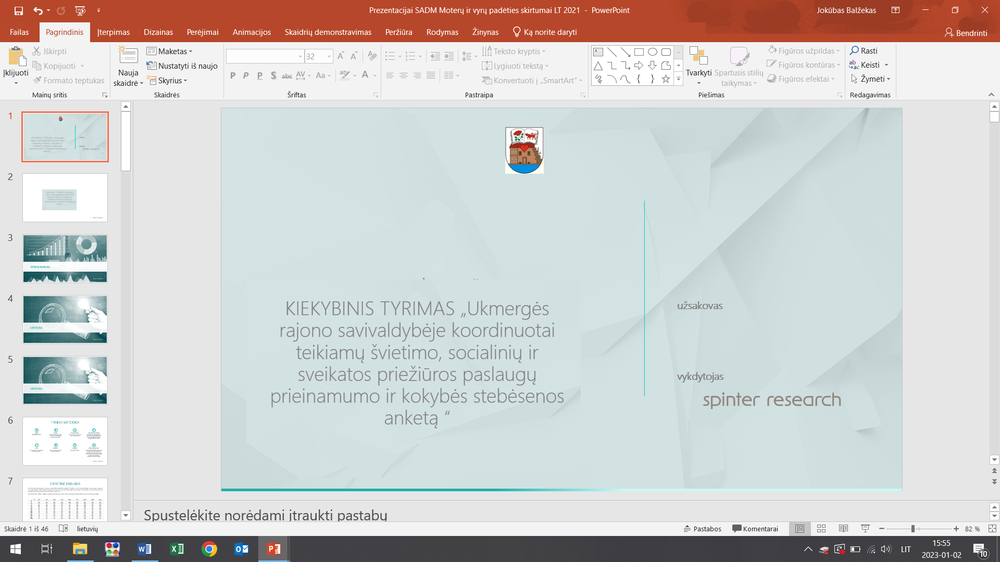 Prezentacijai SADM Moterų ir vyrų padėties skirtumai LT 2021 - PowerPoint
Jokūbas Balžekas
Failas Pagrindinis Įterpimas Dizainas Perėjimai Animacijos Skaidrių demonstravimas Peržiūra Rodymas Žinynas Ką norite daryti Bendrinti
Įklijuoti
Iškirpti
Kopijuoti
Formato teptukas
Mainų sritis
Nauja
skaidrė
Maketas
Nustatyti iš naujo
Skyrius
Skaidrės
32
P P P S abc AV Aa
A
Šriftas
Teksto kryptis
Lygiuoti tekstą
Konvertuoti į „SmartArt“
Pastraipa
Tvarkyti
Spartusis stilių
taikymas
Figūros užpildas
Figūros kontūras
Figūros efektai
Piešimas
Rasti
Keisti
Žymėti
Redagavimas
1
2
3
APIBENDRINIMAS
4
METODIKA
5
METODIKA
6
TYRIMO METODIKA
7
STATISTINĖ PAKLAIDA
KIEKYBINIS TYRIMAS „Ukmergės
rajono savivaldybėje koordinuotai
teikiamų švietimo, socialinių ir
sveikatos priežiūros paslaugų
prieinamumo ir kokybės stebėsenos
anketą “
užsakovas
vykdytojas
spinter research
Spustelėkite norėdami įtraukti pastabų
Skaidrė 1 iš 46
lietuvių
Pastabos
Komentarai
82 %
LIT
15:55
2023-01-02
10